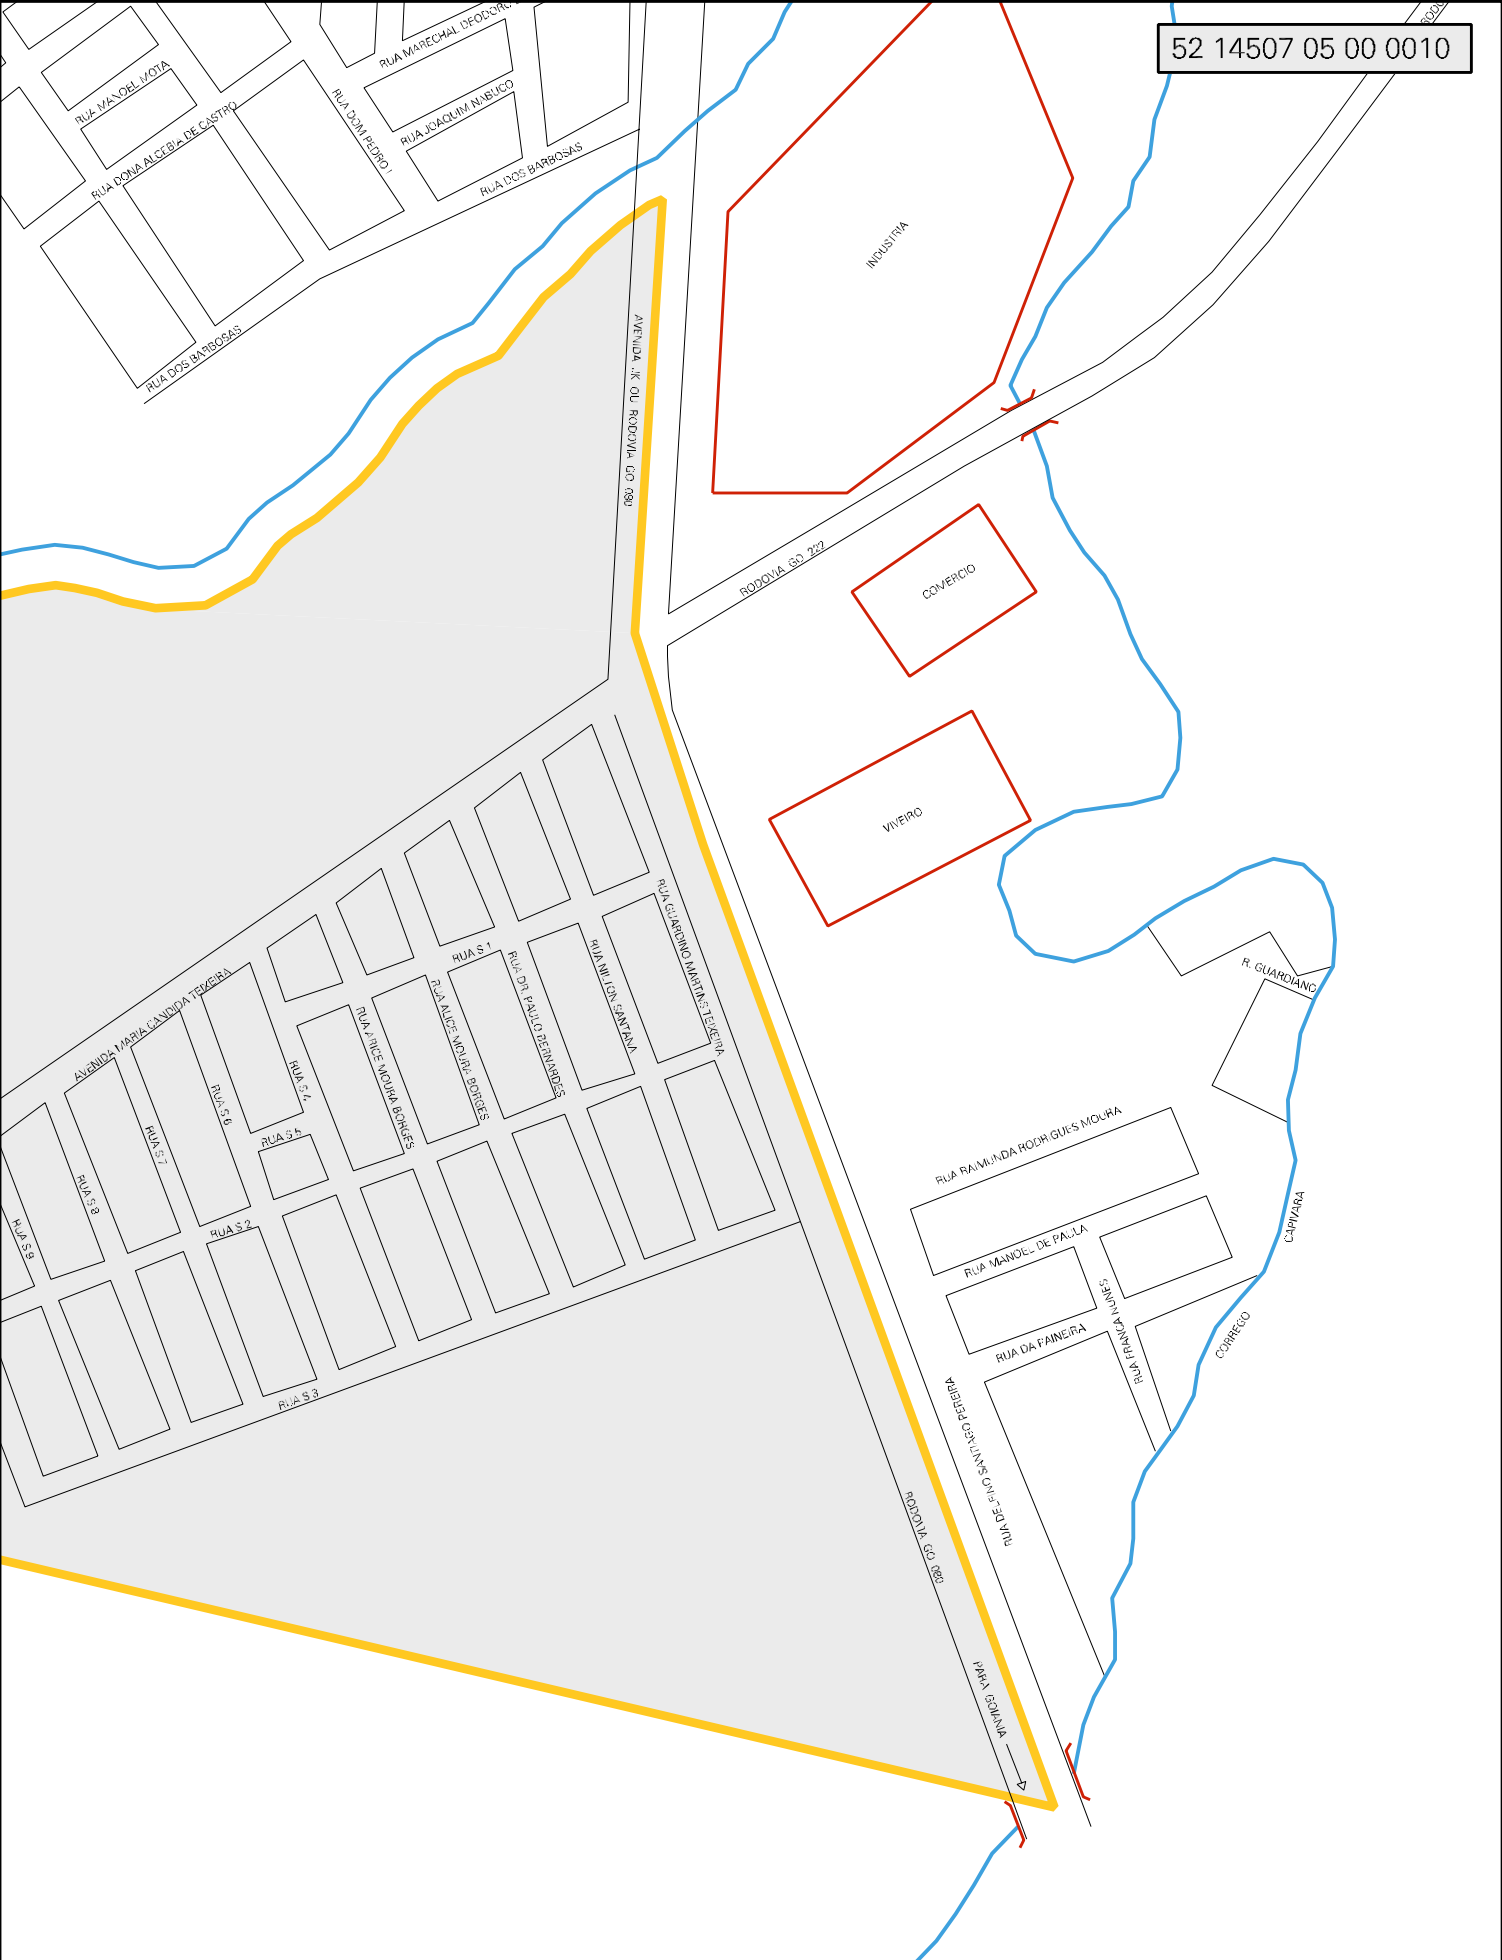 RUA MARECHAL DEODORO
52 14507 05 00 0010
RUA MANOEL MOTA
RUA JOAQUIM NABUCO
RUA DOM PEDRO I
RUA DONA ALCEBIA DE CASTRO
RUA DOS BARBOSAS
INDUSTRIA
RUA DOS BARBOSAS
AVENIDA JK OU RODOVIA GO 080
RODOVIA GO 222
COMERCIO
VIVEIRO
RUA GUARDINO MARTINS TEIXEIRA
RUA S 1
RUA NILTON SANTANA
RUA DR. PAULO BERNARDES
R. GUARDIANO
AVENIDA MARIA CANDIDA TEIXEIRA
RUA ALICE MOURA BORGES
RUA ARICE MOURA BORGES
RUA S 4
RUA S 6
RUA S 5
RUA S 7
RUA S 8
RUA S 9
RUA S 2
RUA RAIMUNDA RODRIGUES MOURA
RUA MANOEL DE PAULA
CAPIVARA
CORREGO
RUA FRANCA NUNES
RUA DA PAINEIRA
RUA S 3
RUA DELFINO SANTIAGO PEREIRA
RODOVIA GO 080
PARA GOIANIA